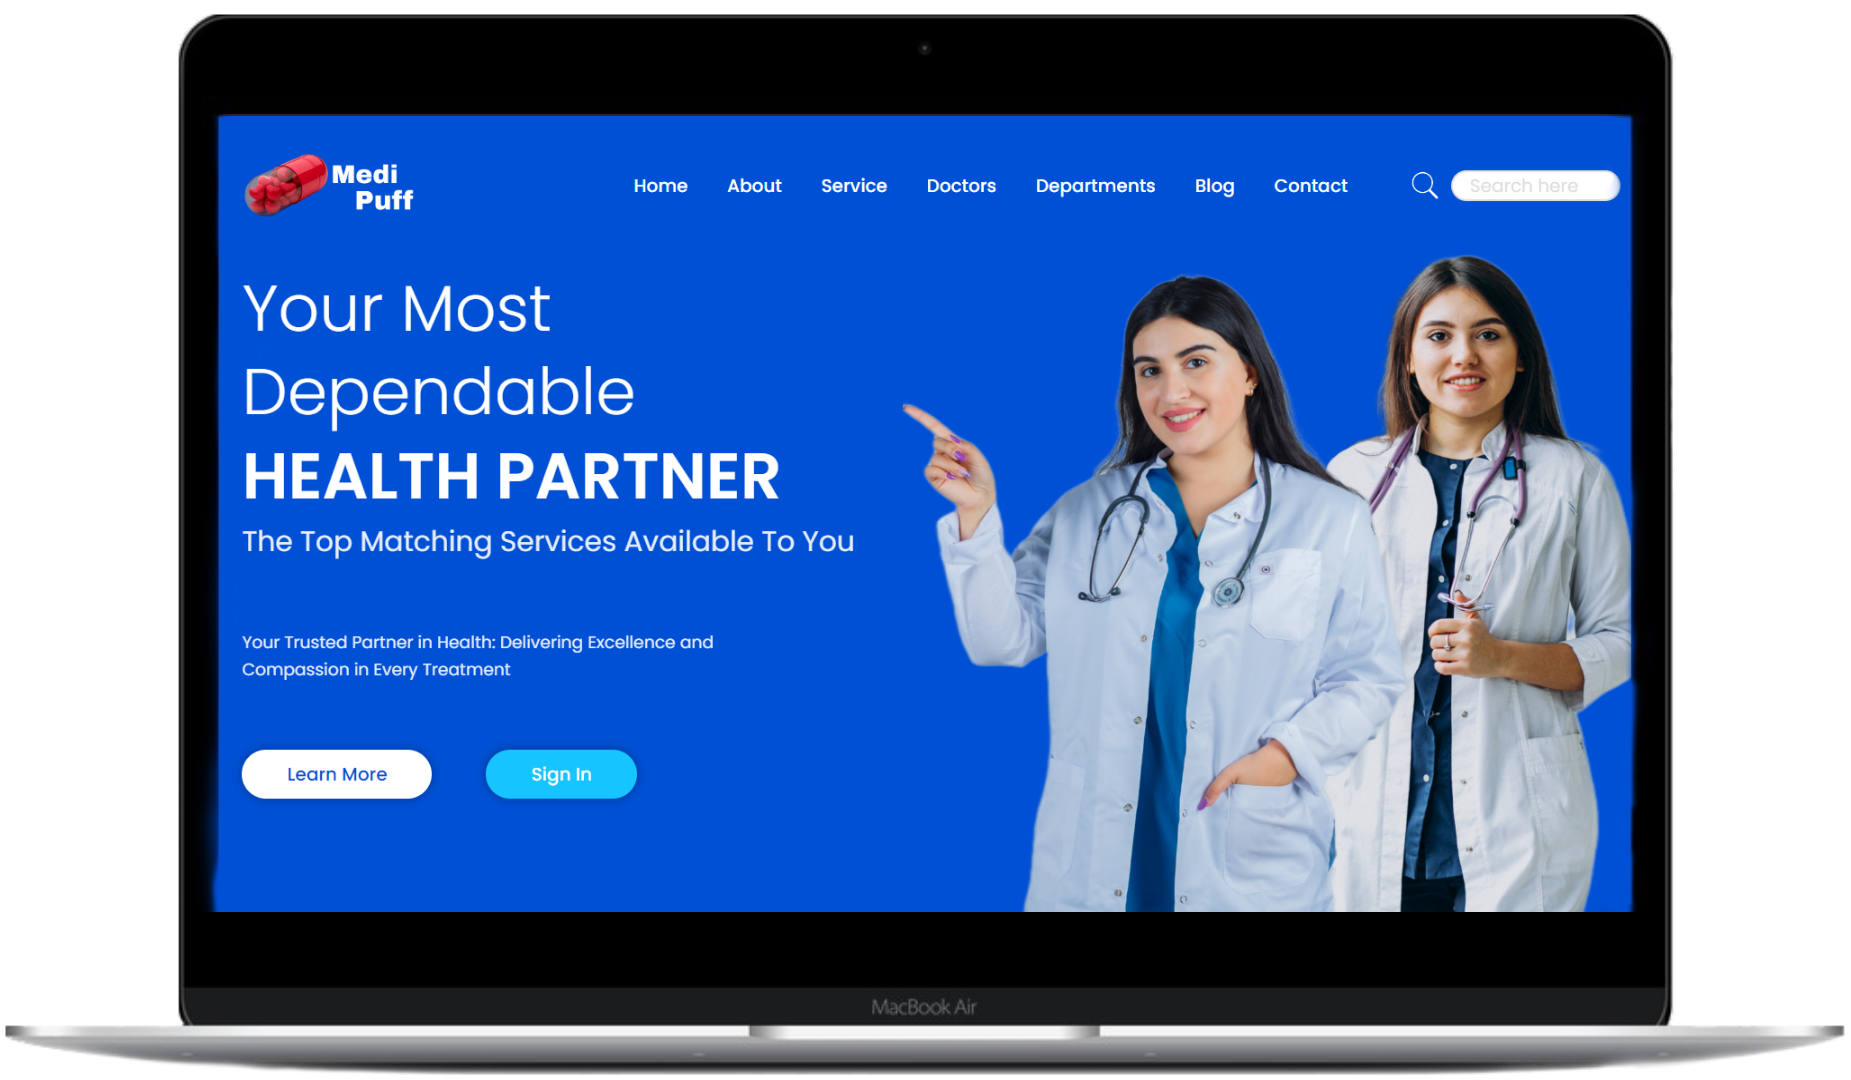 Medi
Puff
Home About Service Doctors Departments Blog Contact
Search here
Your Most
Dependable
HEALTH PARTNER
The Top Matching Services Available To You
Your Trusted Partner in Health: Delivering Excellence and
Compassion in Every Treatment
Learn More Sign In
MacBook Air